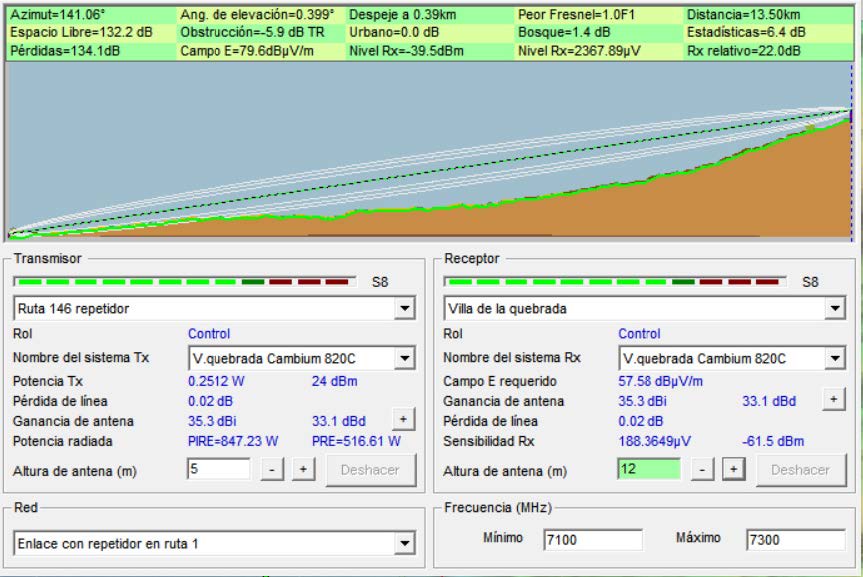 Azimut=141.06° Ang. de elevación=0.399° Despeje a 0.39km Peor Fresnel=1.0F1 Distancia=13.50km
Espacio Libre=132.2 dB Obstrucción=-5.9 dB TR Urbano=0.0 dB Bosque=1.4 dB Estadísticas=6.4 dB
Pérdidas=134.1dB Campo E=79.6dBµV/m Nivel Rx=-39.5dBm Nivel Rx=2367.89µV Rx relativo=22.0dB
Transmisor
S8
Ruta 146 repetidor
Rol Control
Nombre del sistema Tx V.quebrada Cambium 820C
Potencia Tx 0.2512 W 24 dBm
Pérdida de línea 0.02 dB
Ganancia de antena 35.3 dBi 33.1 dBd +
Potencia radiada PIRE=847.23 W PRE=516.61 W
Altura de antena (m) 5 - + Deshacer
Red
Enlace con repetidor en ruta 1
Receptor
S8
Villa de la quebrada
Rol Control
Nombre del sistema Rx V.quebrada Cambium 820C
Campo E requerido 57.58 dBµV/m
Ganancia de antena 35.3 dBi 33.1 dBd +
Pérdida de línea 0.02 dB
Sensibilidad Rx 188.3649µV -61.5 dBm
Altura de antena (m) 12 - + Deshacer
Frecuencia (MHz)
Mínimo 7100 Máximo 7300